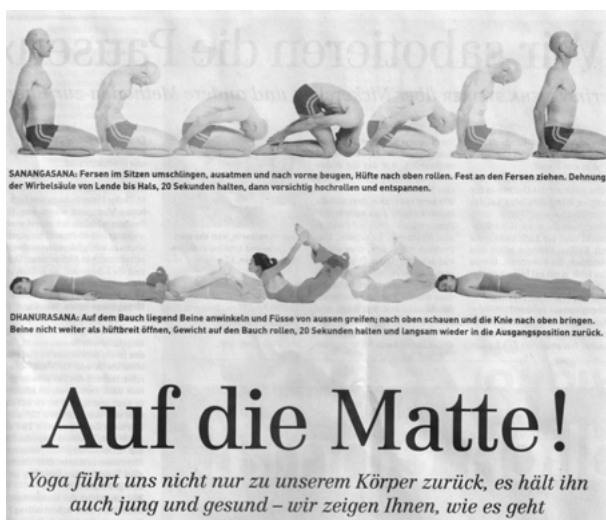 Wir sabotieren die Pause
SANANGASANA: Fersen im Sitzen umschlingen, ausatmen und nach vorne beugen, Hüfte nach oben rollen. Fest an den Fersen ziehen. Dehnung
der Wirbelsäule von Lende bis Hals, 20 Sekunden halten, dann vorsichtig hochrollen und entspannen.
DHANURASANA: Auf dem Bauch liegend Beine anwinkeln und Füsse von aussen greifen; nach oben schauen und die Knie nach oben bringen.
Beine nicht weiter als hüftbreit öffnen, Gewicht auf den Bauch rollen, 20 Sekunden halten und langsam wieder in die Ausgangsposition zurück.
Auf die Matte!
Yoga führt uns nicht nur zu unserem Körper zurück, es hält ihn
auch jung und gesund – wir zeigen Ihnen, wie es geht